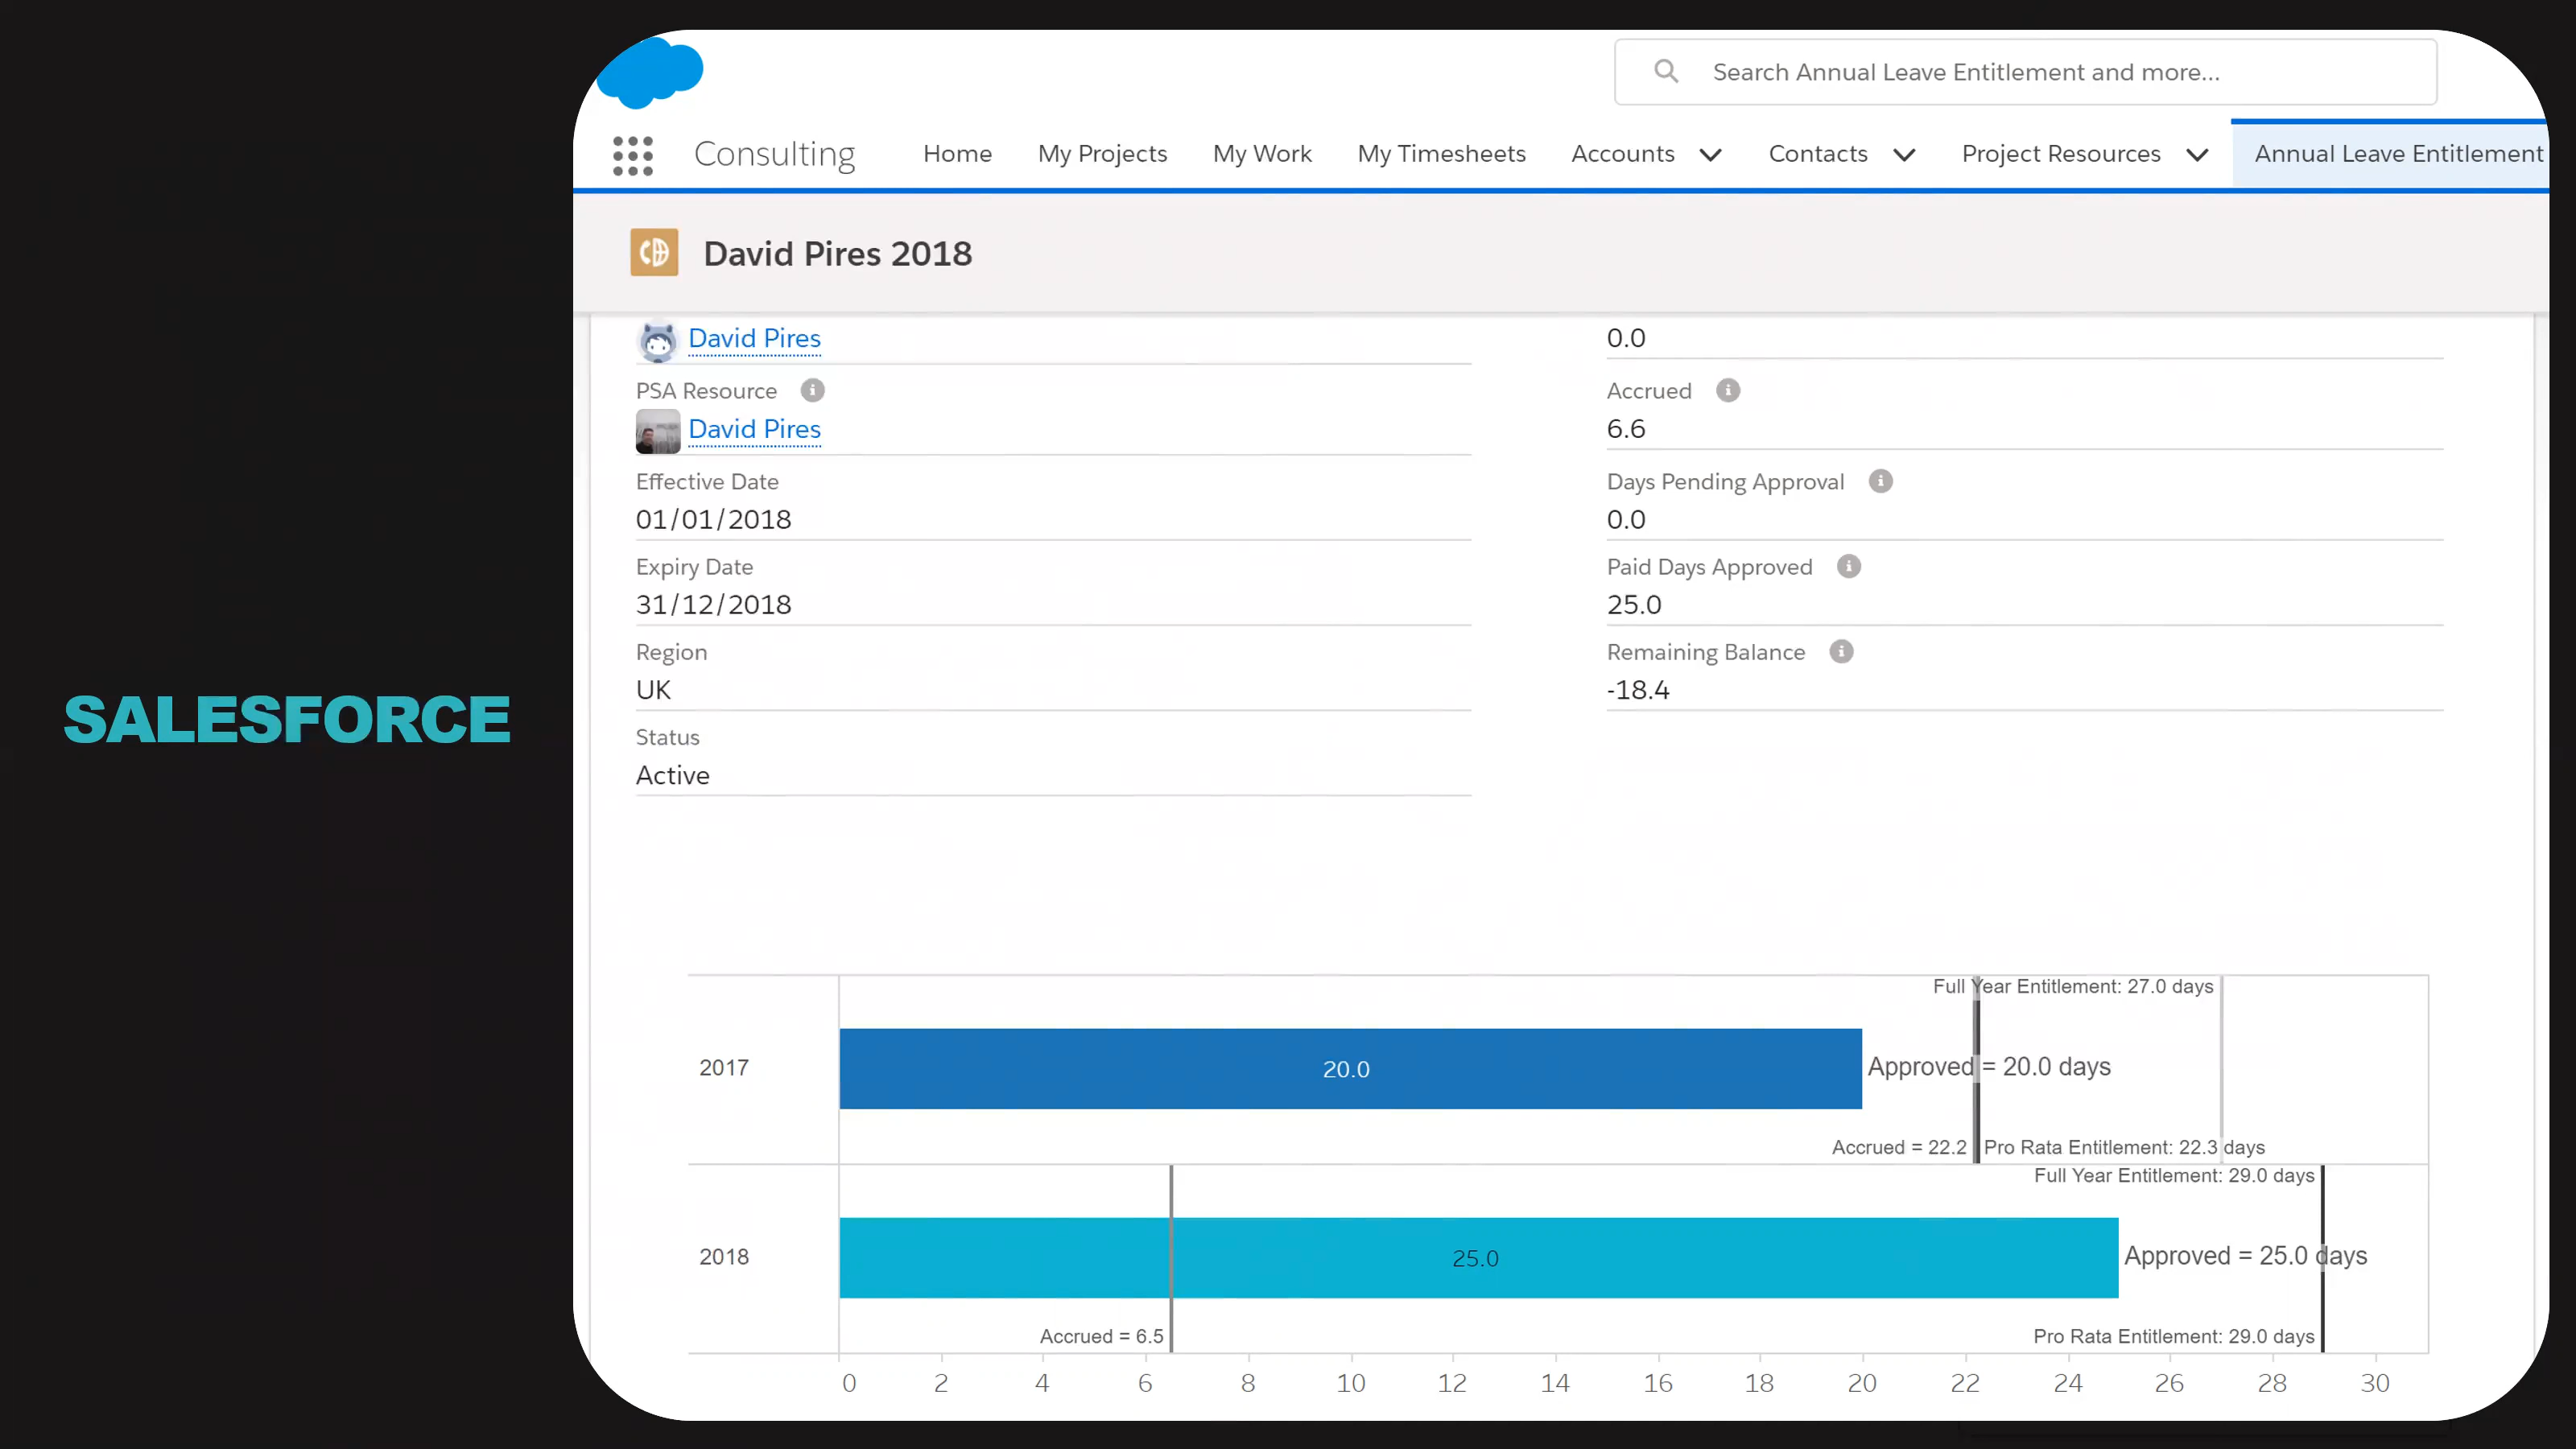 SALESFORCE
Search Annual Leave Entitlement and more...
Consulting Home My Projects My Work My Timesheets Accounts Contacts Project Resources Annual Leave Entitlement
David Pires 2018
David Pires
0.0
PSA Resource
David Pires
Accrued
6.6
Effective Date
01/01/2018
Days Pending Approval
0.0
Expiry Date
31/12/2018
Paid Days Approved
25.0
Region
UK
Remaining Balance
-18.4
Status
Active
Full Year Entitlement: 27.0 days
2017
20.0
Approved = 20.0 days
Accrued = 22.2
Pro Rata Entitlement: 22.3 days
Full Year Entitlement: 29.0 days
2018
25.0
Approved = 25.0 days
Accrued = 6.5
Pro Rata Entitlement: 29.0 days
0 2 4 6 8 10 12 14 16 18 20 22 24 26 28 30